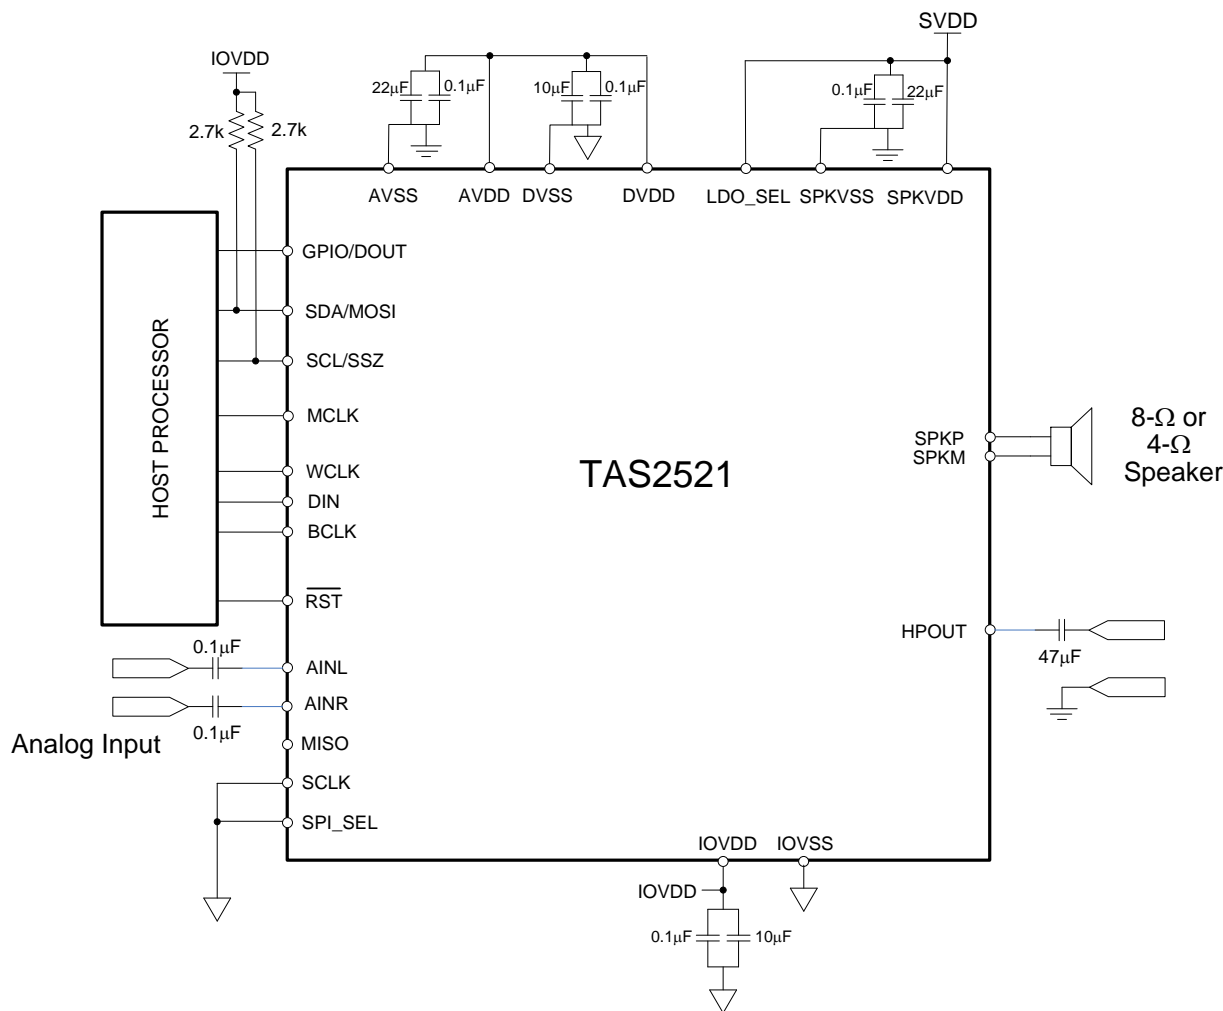 SVDD
IOVDD
22μF
0.1μF
10μF
0.1μF
0.1μF
22μF
2.7k
2.7k
AVSS
AVDD
DVSS
DVDD
LDO_SEL
SPKVSS
SPKVDD
HOST PROCESSOR
GPIO/DOUT
SDA/MOSI
SCL/SSZ
MCLK
WCLK
DIN
BCLK
RST
TAS2521
SPKP
SPKM
8-Ω or
4-Ω
Speaker
HPOUT
47μF
0.1μF
AINL
AINR
0.1μF
Analog Input
MISO
SCLK
SPI_SEL
IOVDD
IOVSS
IOVDD
0.1μF
10μF